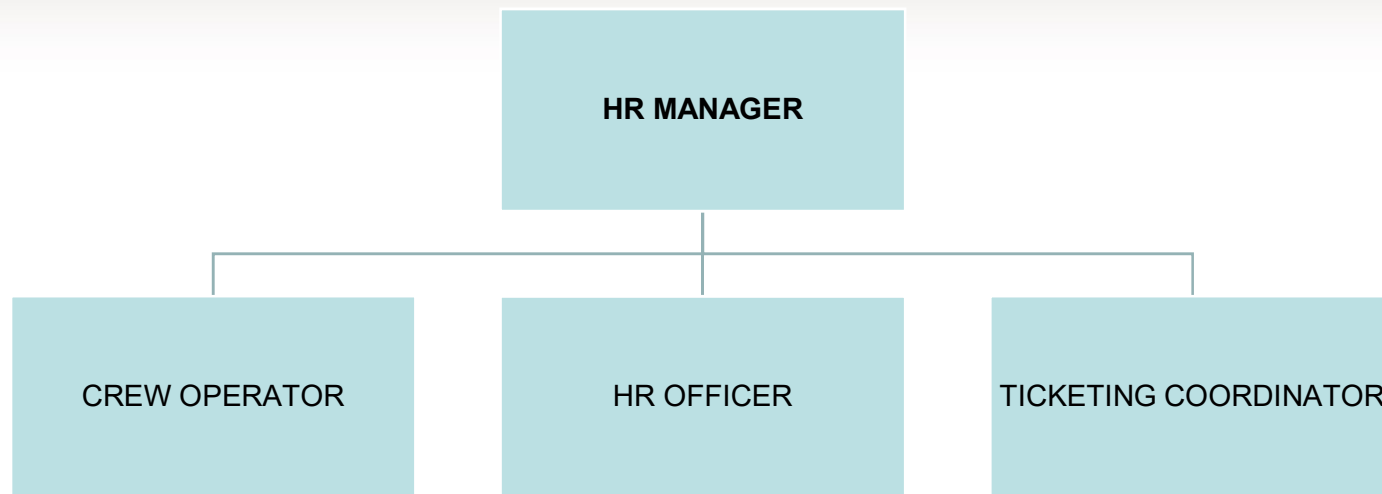 HR MANAGER
CREW OPERATOR
HR OFFICER
TICKETING COORDINATOR